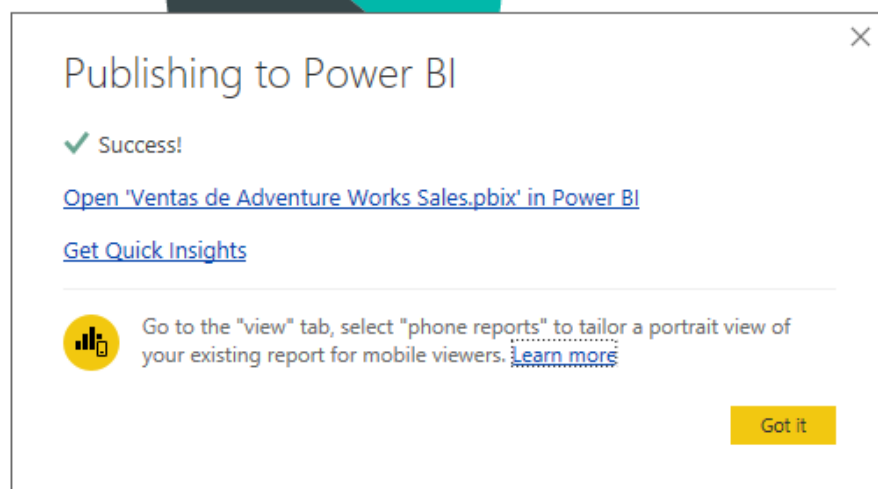 Publishing to Power BI
Success!
Open 'Ventas de Adventure Works Sales.pbix' in Power BI
Get Quick Insights
Go to the "view" tab, select "phone reports" to tailor a portrait view of
your existing report for mobile viewers. Learn more
Got it